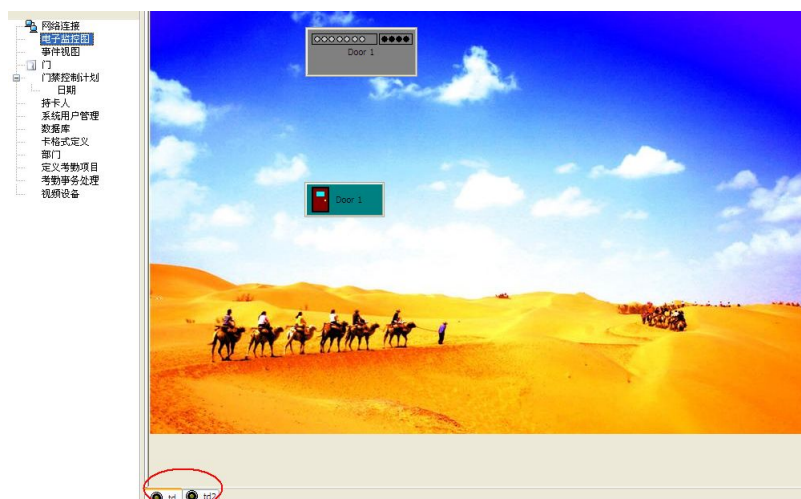 网络连接
电子监控图
事件视图
门
门禁控制计划
日期
持卡人
系统用户管理
数据库
卡格式定义
部门
定义考勤项目
考勤事务处理
视频设备
Door 1
Door 1
td td2